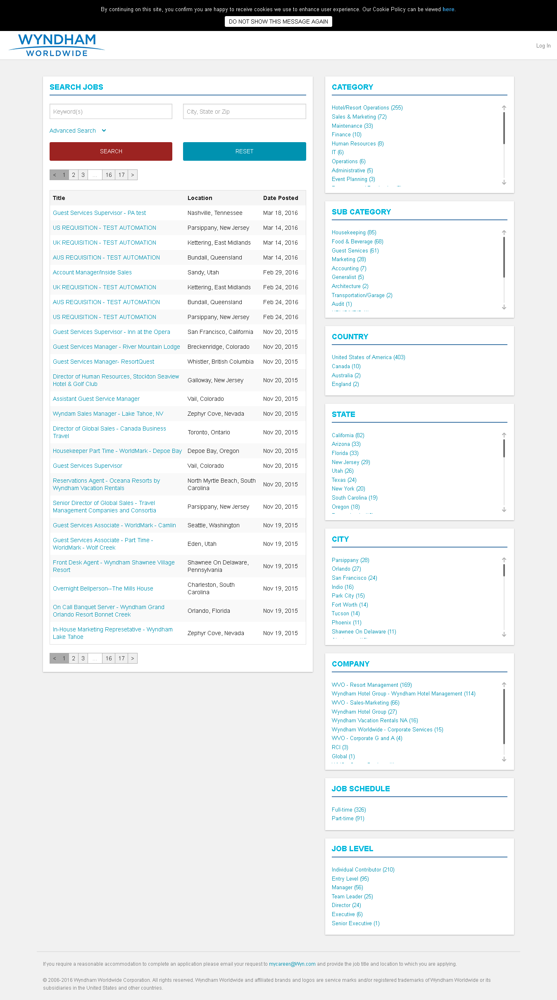 By continuing on this site, you confirm you are happy to receive cookies we use to enhance user experience. Our Cookie Policy can be viewed here.
DO NOT SHOW THIS MESSAGE AGAIN
WYNDHAM
WORLDWIDE
Log In
SEARCH JOBS
Keyword(s)
City, State or Zip
Advanced Search
SEARCH
RESET
< 1 2 3 ... 16 17 >
Title Location Date Posted
Guest Services Supervisor - PA test Nashville, Tennessee Mar 18, 2016
US REQUISITION - TEST AUTOMATION Parsippany, New Jersey Mar 14, 2016
UK REQUISITION - TEST AUTOMATION Kettering, East Midlands Mar 14, 2016
AUS REQUISITION - TEST AUTOMATION Bundall, Queensland Mar 14, 2016
Account Manager/Inside Sales Sandy, Utah Feb 29, 2016
UK REQUISITION - TEST AUTOMATION Kettering, East Midlands Feb 24, 2016
AUS REQUISITION - TEST AUTOMATION Bundall, Queensland Feb 24, 2016
US REQUISITION - TEST AUTOMATION Parsippany, New Jersey Feb 24, 2016
Guest Services Supervisor - Inn at the Opera San Francisco, California Nov 20, 2015
Guest Services Manager - River Mountain Lodge Breckenridge, Colorado Nov 20, 2015
Guest Services Manager- ResortQuest Whistler, British Columbia Nov 20, 2015
Director of Human Resources, Stockton Seaview
Hotel & Golf Club
Galloway, New Jersey Nov 20, 2015
Assistant Guest Service Manager Vail, Colorado Nov 20, 2015
Wyndam Sales Manager - Lake Tahoe, NV Zephyr Cove, Nevada Nov 20, 2015
Director of Global Sales - Canada Business
Travel
Toronto, Ontario Nov 20, 2015
Housekeeper Part Time - WorldMark - Depoe Bay Depoe Bay, Oregon Nov 20, 2015
Guest Services Supervisor Vail, Colorado Nov 20, 2015
Reservations Agent - Oceana Resorts by
Wyndham Vacation Rentals
North Myrtle Beach, South
Carolina
Nov 20, 2015
Senior Director of Global Sales - Travel
Management Companies and Consortia
Parsippany, New Jersey Nov 20, 2015
Guest Services Associate - WorldMark - Camlin Seattle, Washington Nov 19, 2015
Guest Services Associate - Part Time -
WorldMark - Wolf Creek
Eden, Utah Nov 19, 2015
Front Desk Agent - Wyndham Shawnee Village
Resort
Shawnee On Delaware,
Pennsylvania
Nov 19, 2015
Overnight Bellperson--The Mills House
Charleston, South
Carolina
Nov 19, 2015
On Call Banquet Server - Wyndham Grand
Orlando Resort Bonnet Creek
Orlando, Florida Nov 19, 2015
In-House Marketing Represetative - Wyndham
Lake Tahoe
Zephyr Cove, Nevada Nov 19, 2015
< 1 2 3 ... 16 17 >
CATEGORY
Hotel/Resort Operations (255)
Sales & Marketing (72)
Maintenance (33)
Finance (10)
Human Resources (8)
IT (6)
Operations (6)
Administrative (5)
Event Planning (3)
SUB CATEGORY
Housekeeping (85)
Food & Beverage (68)
Guest Services (61)
Marketing (28)
Accounting (7)
Generalist (5)
Architecture (2)
Transportation/Garage (2)
Audit (1)
COUNTRY
United States of America (403)
Canada (10)
Australia (2)
England (2)
STATE
California (82)
Arizona (33)
Florida (33)
New Jersey (29)
Utah (26)
Texas (24)
New York (20)
South Carolina (19)
Oregon (18)
CITY
Parsippany (28)
Orlando (27)
San Francisco (24)
Indio (16)
Park City (15)
Fort Worth (14)
Tucson (14)
Phoenix (11)
Shawnee On Delaware (11)
COMPANY
WVO - Resort Management (169)
Wyndham Hotel Group - Wyndham Hotel Management (114)
WVO - Sales-Marketing (66)
Wyndham Hotel Group (27)
Wyndham Vacation Rentals NA (16)
Wyndham Worldwide - Corporate Services (15)
WVO - Corporate G and A (4)
RCI (3)
Global (1)
JOB SCHEDULE
Full-time (326)
Part-time (91)
JOB LEVEL
Individual Contributor (210)
Entry Level (95)
Manager (56)
Team Leader (25)
Director (24)
Executive (6)
Senior Executive (1)
If you require a reasonable accommodation to complete an application please email your request to mycareer@Wyn.com and provide the job title and location to which you are applying.
© 2006-2016 Wyndham Worldwide Corporation. All rights reserved. Wyndham Worldwide and affiliated brands and logos are service marks and/or registered trademarks of Wyndham Worldwide or its
subsidiaries in the United States and other countries.